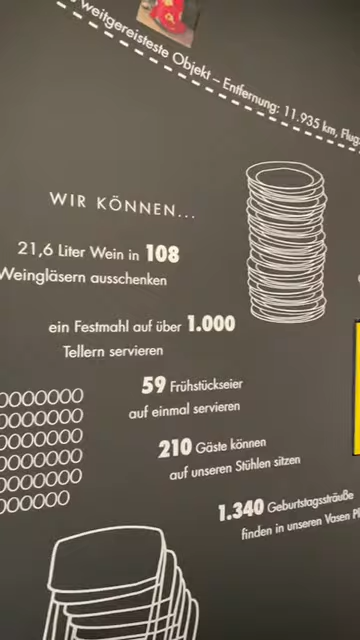 weitgereisteste Objekt – Entfernung: 11.935 km, Flug
WIR KÖNNEN...
21,6 Liter Wein in 108
Weingläsern ausschenken
ein Festmahl auf über 1.000
Tellern servieren
59 Frühstückseier
auf einmal servieren
210 Gäste können
auf unseren Stühlen sitzen
1.340 Geburtstagssträuße
finden in unseren Vasen